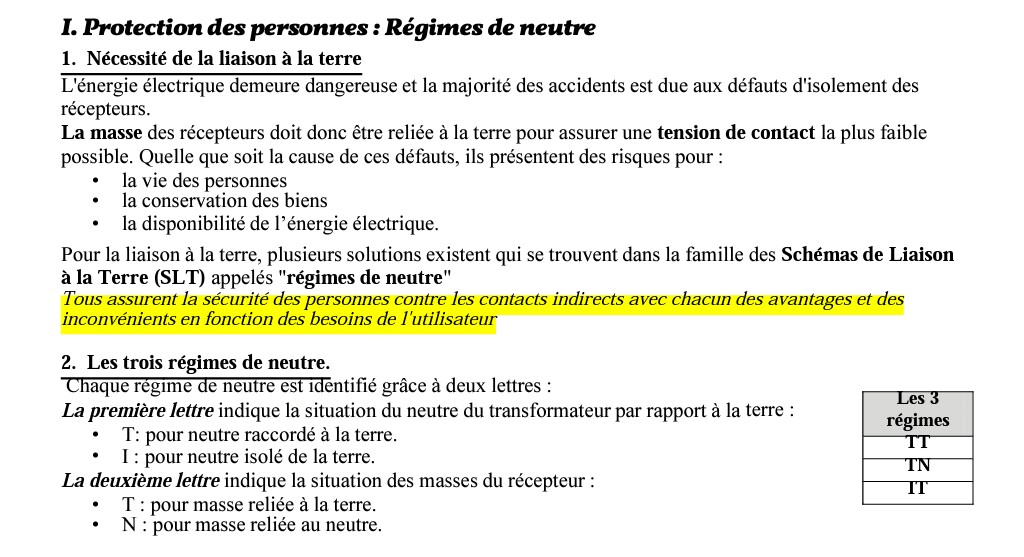 I. Protection des personnes : Régimes de neutre
1. Nécessité de la liaison à la terre
L'énergie électrique demeure dangereuse et la majorité des accidents est due aux défauts d'isolement des
récepteurs.
La masse des récepteurs doit donc être reliée à la terre pour assurer une tension de contact la plus faible
possible. Quelle que soit la cause de ces défauts, ils présentent des risques pour :
• la vie des personnes
• la conservation des biens
• la disponibilité de l’énergie électrique.
Pour la liaison à la terre, plusieurs solutions existent qui se trouvent dans la famille des Schémas de Liaison
à la Terre (SLT) appelés "régimes de neutre"
Tous assurent la sécurité des personnes contre les contacts indirects avec chacun des avantages et des
inconvénients en fonction des besoins de l'utilisateur
2. Les trois régimes de neutre.
Chaque régime de neutre est identifié grâce à deux lettres :
La première lettre indique la situation du neutre du transformateur par rapport à la terre :
• T: pour neutre raccordé à la terre.
• I : pour neutre isolé de la terre.
La deuxième lettre indique la situation des masses du récepteur :
• T : pour masse reliée à la terre.
• N : pour masse reliée au neutre.
Les 3
régimes
TT
TN
IT